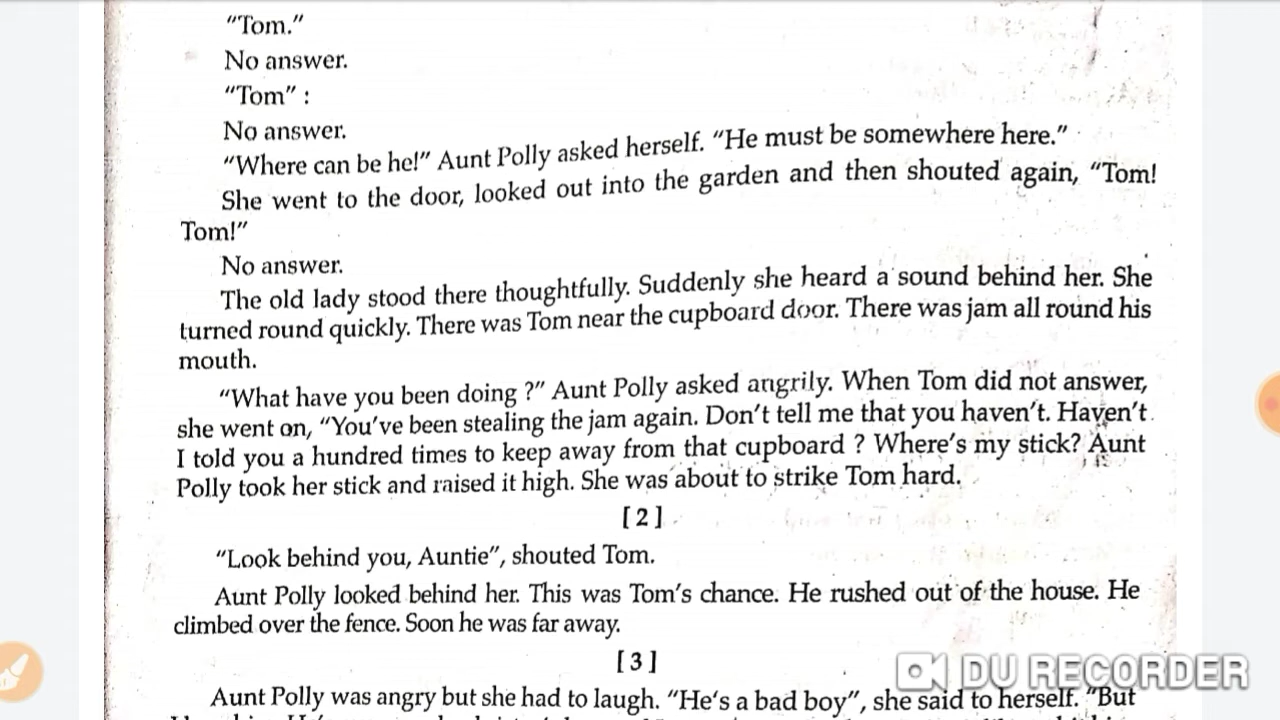 "Tom."
No answer.
"Tom" :
No answer.
"Where can be he!" Aunt Polly asked herself. "He must be somewhere here."
She went to the door, looked out into the garden and then shouted again, "Tom!
Tom!"
No answer.
The old lady stood there thoughtfully. Suddenly she heard a sound behind her. She
turned round quickly. There was Tom near the cupboard door. There was jam all round his
mouth.
"What have you been doing ?" Aunt Polly asked angrily. When Tom did not answer,
she went on, "You've been stealing the jam again. Don't tell me that you haven't. Haven't
I told you a hundred times to keep away from that cupboard ? Where's my stick? Aunt
Polly took her stick and raised it high. She was about to strike Tom hard.
[2]
"Look behind you, Auntie", shouted Tom.
Aunt Polly looked behind her. This was Tom's chance. He rushed out of the house. He
climbed over the fence. Soon he was far away.
[3]
DU RECORDER
Aunt Polly was angry but she had to laugh. "He's a bad boy", she said to herself. "But